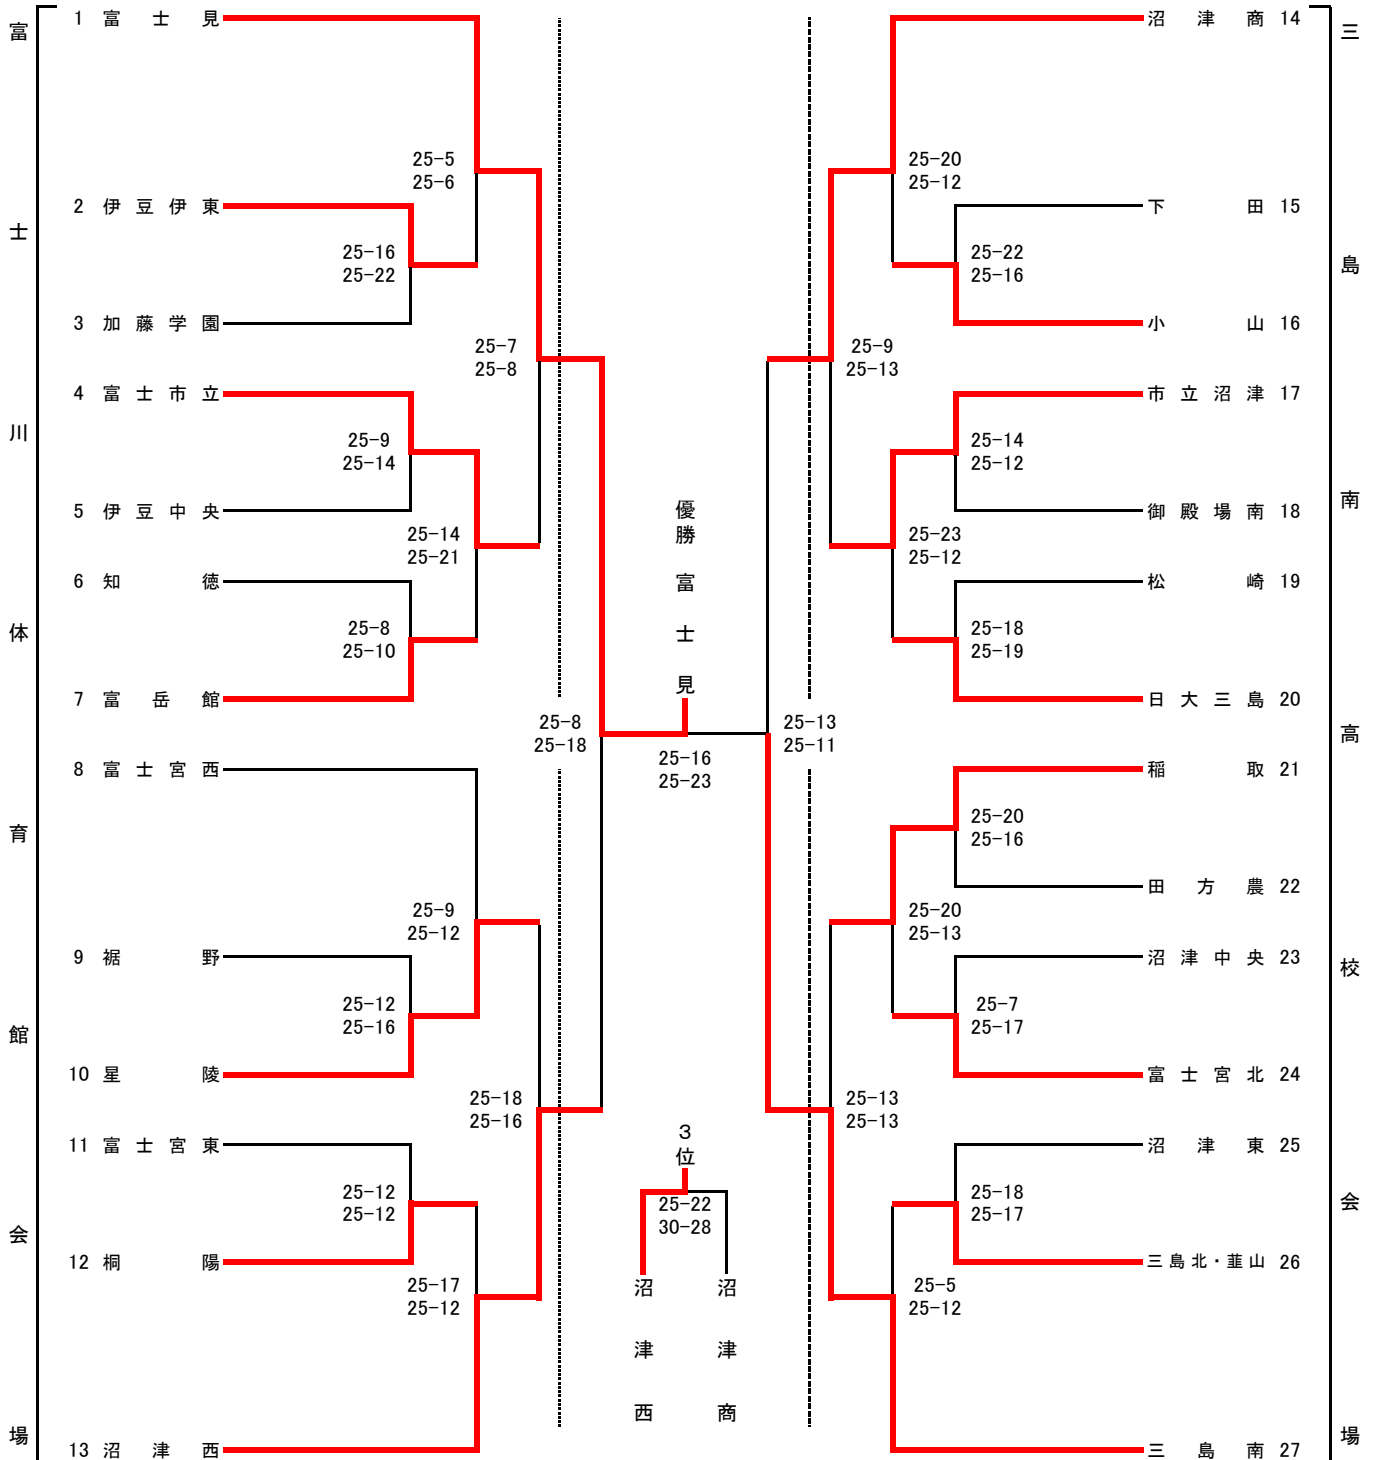 富士川体育館会場
1 富士見
2 伊豆伊東
3 加藤学園
4 富士市立
5 伊豆中央
6 知徳
7 富岳館
8 富士宮西
9 裾野
10 星陵
11 富士宮東
12 桐陽
13 沼津西
25-5
25-6
25-16
25-22
25-7
25-8
25-9
25-14
25-14
25-21
25-8
25-10
25-8
25-18
25-9
25-12
25-12
25-16
25-18
25-16
25-12
25-12
25-17
25-12
優勝 富士見
25-16
25-23
3位
25-22
30-28
沼津西
沼津商
25-20
25-12
25-22
25-16
25-9
25-13
25-14
25-12
25-23
25-12
25-18
25-19
25-13
25-11
25-20
25-16
25-20
25-13
25-7
25-17
25-13
25-13
25-18
25-17
25-5
25-12
沼津商 14
下田 15
小山 16
市立沼津 17
御殿場南 18
松崎 19
日大三島 20
稲取 21
田方農 22
沼津中央 23
富士宮北 24
沼津東 25
三島北・韮山 26
三島南 27
三島南高校会場